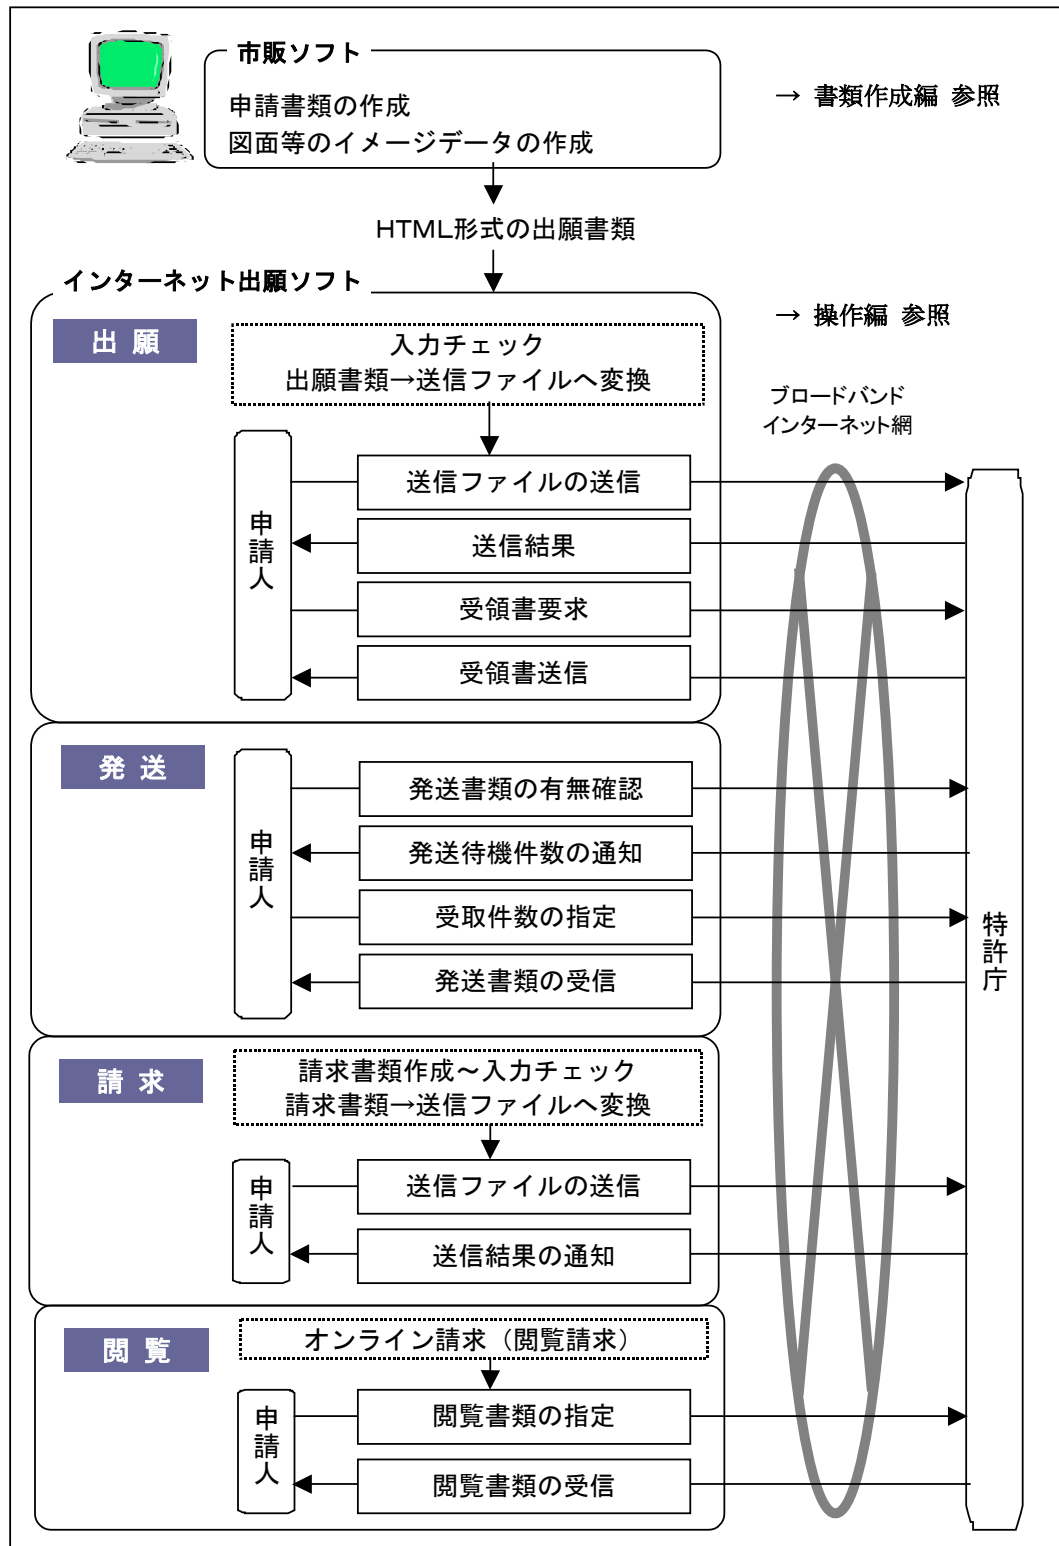 市販ソフト
申請書類の作成
図面等のイメージデータの作成
→ 書類作成編 参照
HTML形式の出願書類
インターネット出願ソフト
→ 操作編 参照
出 願
入力チェック
出願書類→送信ファイルへ変換
ブロードバンド
インターネット網
申請人
送信ファイルの送信
送信結果
受領書要求
受領書送信
特許庁
発 送
申請人
発送書類の有無確認
発送待機件数の通知
受取件数の指定
発送書類の受信
請 求
請求書類作成～入力チェック
請求書類→送信ファイルへ変換
申請人
送信ファイルの送信
送信結果の通知
閲 覧
オンライン請求（閲覧請求）
申請人
閲覧書類の指定
閲覧書類の受信